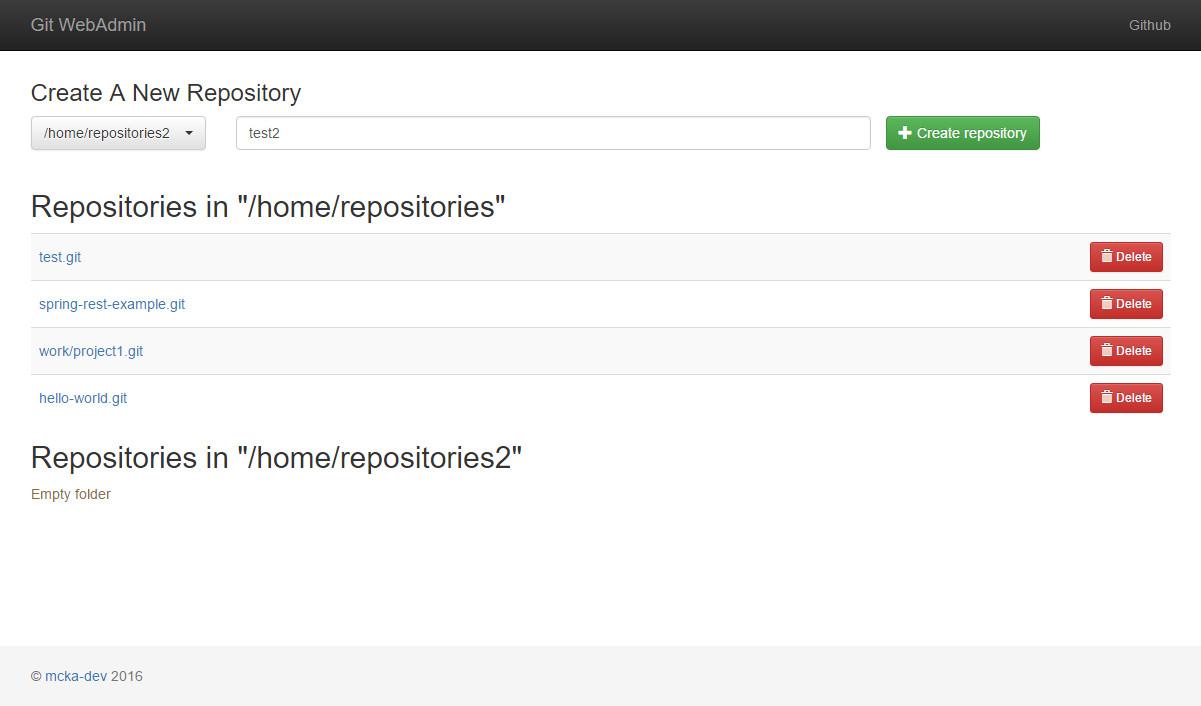 Git WebAdmin Github
Create A New Repository
/home/repositories2 test2 Create repository
Repositories in "/home/repositories"
test.git Delete
spring-rest-example.git Delete
work/project1.git Delete
hello-world.git Delete
Repositories in "/home/repositories2"
Empty folder
© mcka-dev 2016